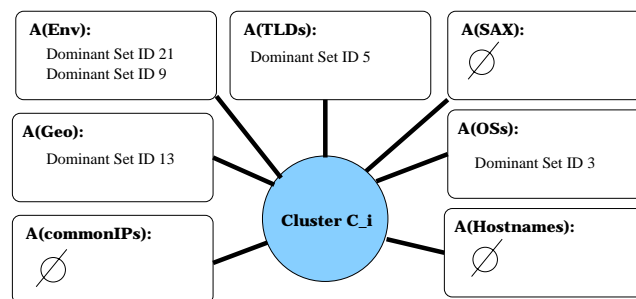 A(Env):
Dominant Set ID 21
Dominant Set ID 9
A(TLDs):
Dominant Set ID 5
A(SAX):
∅
A(Geo):
Dominant Set ID 13
A(OSs):
Dominant Set ID 3
Cluster C_i
A(commonIPs):
∅
A(Hostnames):
∅